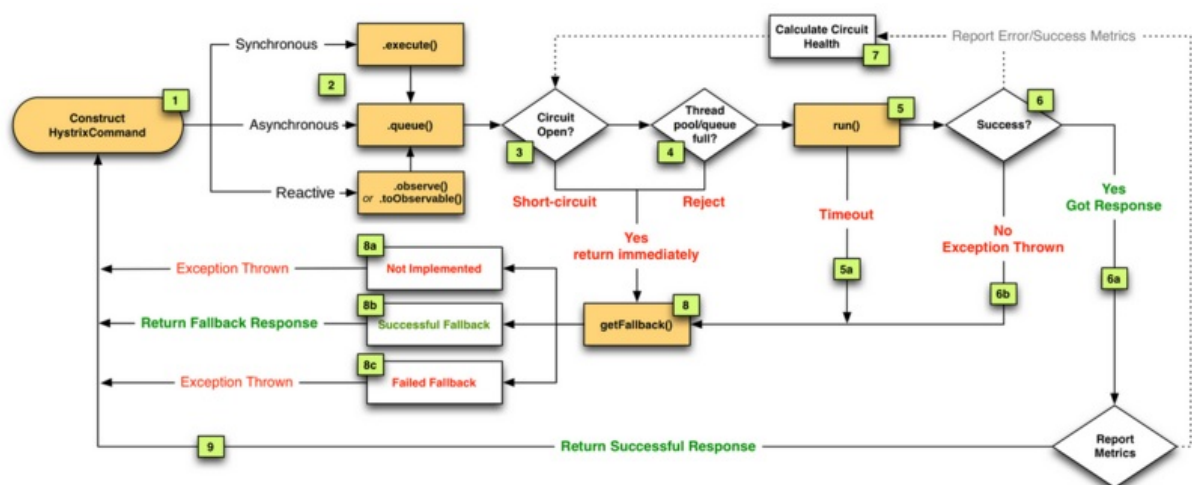 Synchronous
.execute()
2
1
Construct
HystrixCommand
Asynchronous
.queue()
Reactive
.observe()
or .toObservable()
Circuit
Open?
3
Thread
pool/queue
full?
4
run()
5
Success?
6
Calculate Circuit
Health
7
Report Error/Success Metrics
Short-circuit
Reject
Yes
return immediately
Timeout
5a
No
Exception Thrown
6b
Yes
Got Response
6a
8
getFallback()
8a
Not Implemented
Exception Thrown
8b
Successful Fallback
Return Fallback Response
8c
Failed Fallback
Exception Thrown
9
Return Successful Response
Report
Metrics